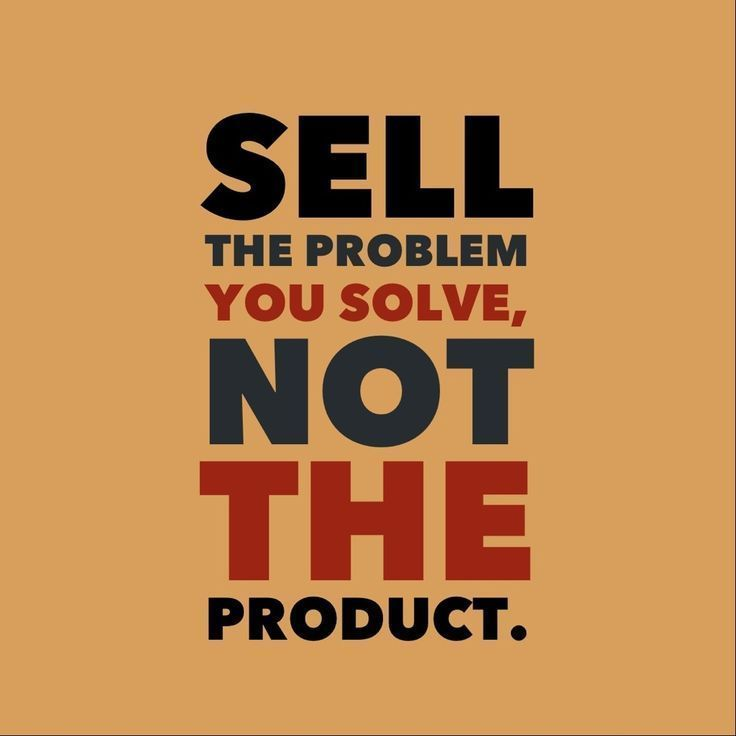 SELL
THE PROBLEM
YOU SOLVE,
NOT
THE
PRODUCT.